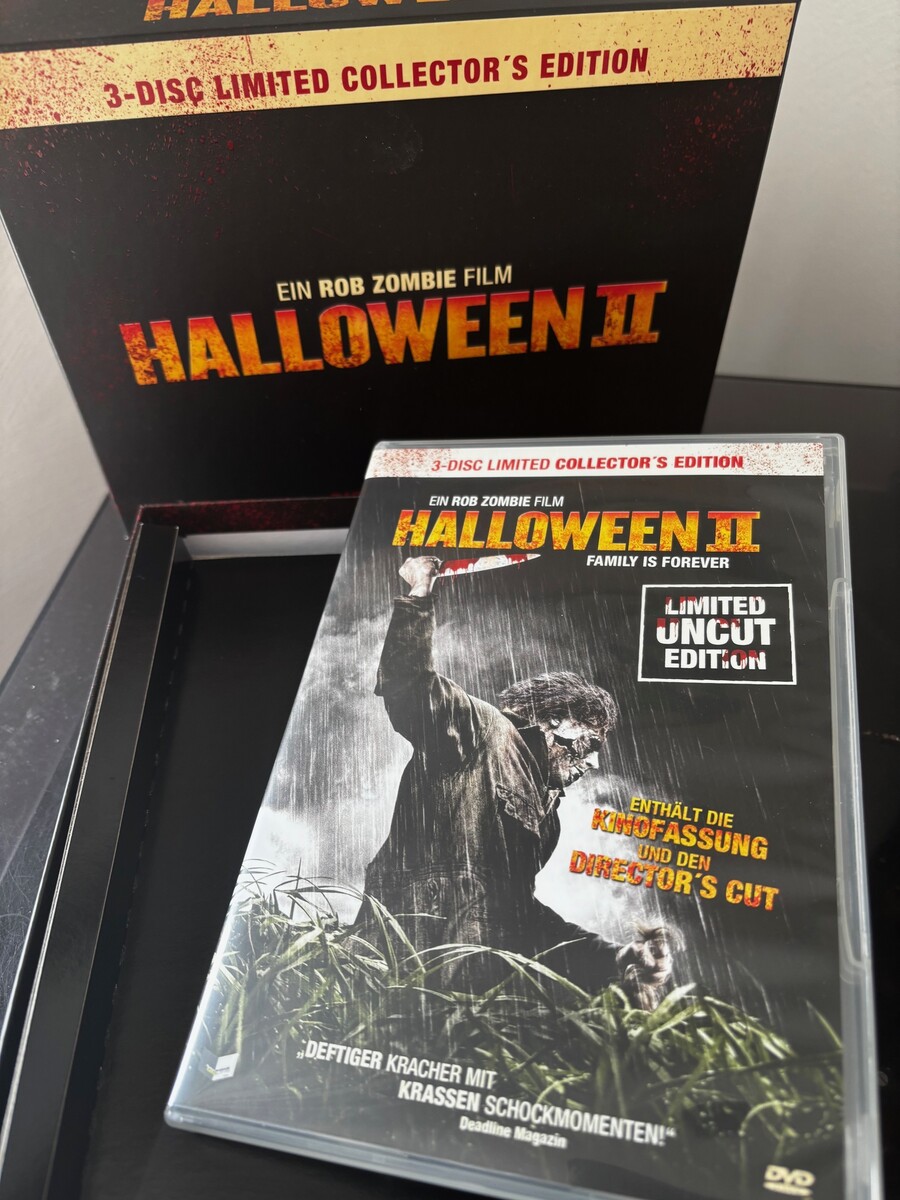 HALLOWEEN
3-DISC LIMITED COLLECTOR´S EDITION
EIN ROB ZOMBIE FILM
HALLOWEEN II
3-DISC LIMITED COLLECTOR´S EDITION
EIN ROB ZOMBIE FILM
HALLOWEEN II
FAMILY IS FOREVER
LIMITED
UNCUT
EDITION
ENTHÄLT DIE
KINOFASSUNG
UND DEN
DIRECTOR´S CUT
„DEFTIGER KRACHER MIT
KRASSEN SCHOCKMOMENTEN!“
Deadline Magazin
DVD